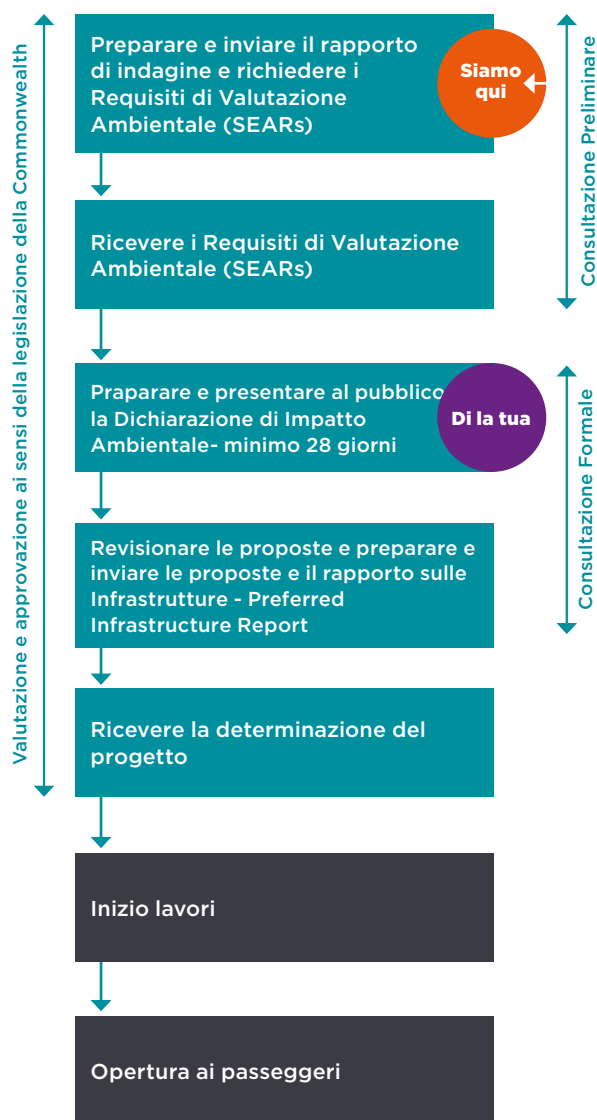 Preparare e inviare il rapporto
di indagine e richiedere i
Requisiti di Valutazione
Ambientale (SEARs)
Siamo
qui
Ricevere i Requisiti di Valutazione
Ambientale (SEARs)
Consultazione Preliminare
Praparare e presentare al pubblico
la Dichiarazione di Impatto
Ambientale- minimo 28 giorni
Di la tua
Revisionare le proposte e preparare e
inviare le proposte e il rapporto sulle
Infrastrutture - Preferred
Infrastructure Report
Consultazione Formale
Ricevere la determinazione del
progetto
Valutazione e approvazione ai sensi della legislazione della Commonwealth
Inizio lavori
Opertura ai passeggeri